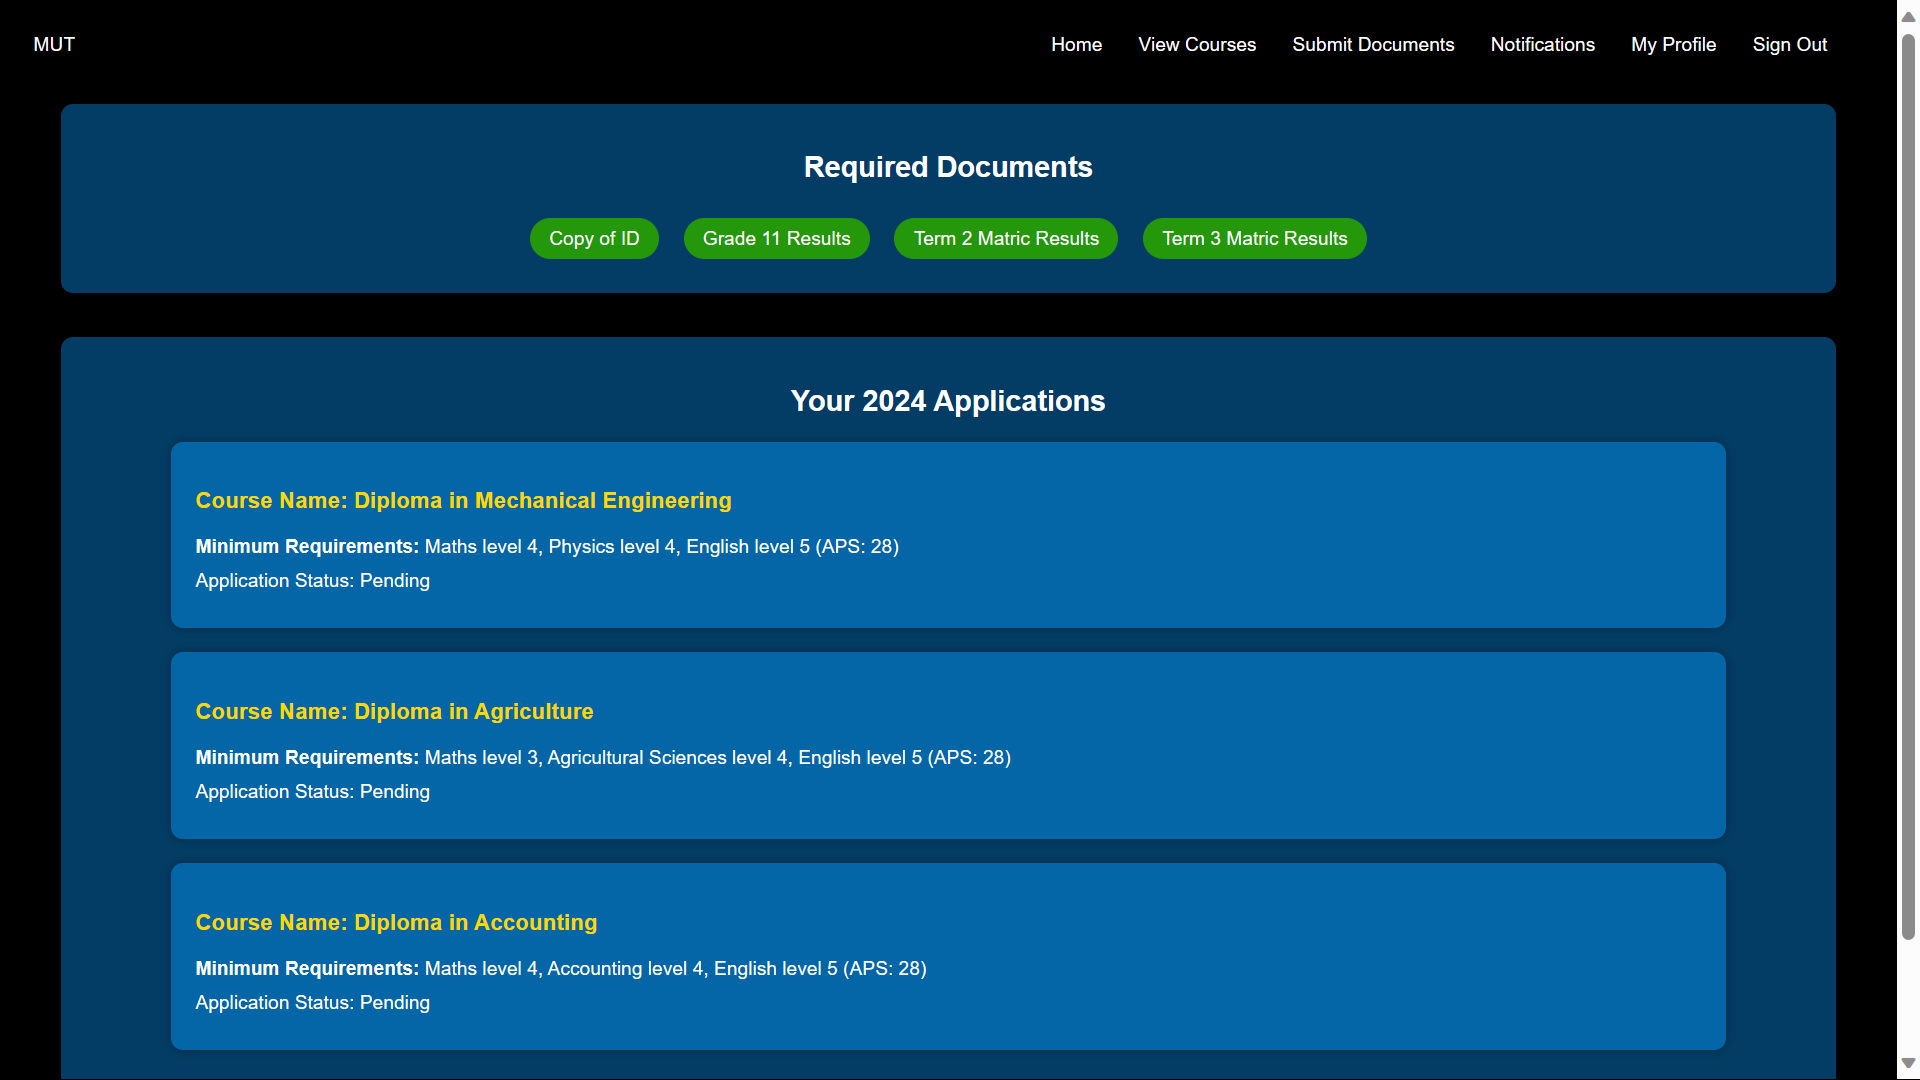 MUT
Home View Courses Submit Documents Notifications My Profile Sign Out
Required Documents
Copy of ID Grade 11 Results Term 2 Matric Results Term 3 Matric Results
Your 2024 Applications
Course Name: Diploma in Mechanical Engineering
Minimum Requirements: Maths level 4, Physics level 4, English level 5 (APS: 28)
Application Status: Pending
Course Name: Diploma in Agriculture
Minimum Requirements: Maths level 3, Agricultural Sciences level 4, English level 5 (APS: 28)
Application Status: Pending
Course Name: Diploma in Accounting
Minimum Requirements: Maths level 4, Accounting level 4, English level 5 (APS: 28)
Application Status: Pending